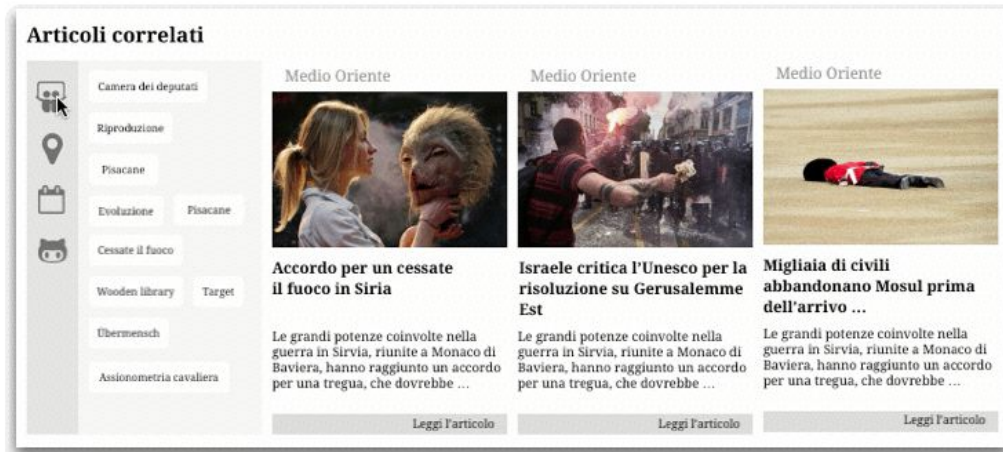 Articoli correlati
Camera dei deputati
Riproduzione
Pisacane
Evoluzione
Pisacane
Cessate il fuoco
Wooden library
Target
Übermensch
Assionometria cavaliera
Medio Oriente
Accordo per un cessate
il fuoco in Siria
Le grandi potenze coinvolte nella
guerra in Sirvia, riunite a Monaco di
Baviera, hanno raggiunto un accordo
per una tregua, che dovrebbe ...
Leggi l'articolo
Medio Oriente
Israele critica l'Unesco per la
risoluzione su Gerusalemme
Est
Le grandi potenze coinvolte nella
guerra in Sirvia, riunite a Monaco di
Baviera, hanno raggiunto un accordo
per una tregua, che dovrebbe ...
Leggi l'articolo
Medio Oriente
Migliaia di civili
abbandonano Mosul prima
dell'arrivo ...
Le grandi potenze coinvolte nella
guerra in Sirvia, riunite a Monaco di
Baviera, hanno raggiunto un accordo
per una tregua, che dovrebbe ...
Leggi l'articolo